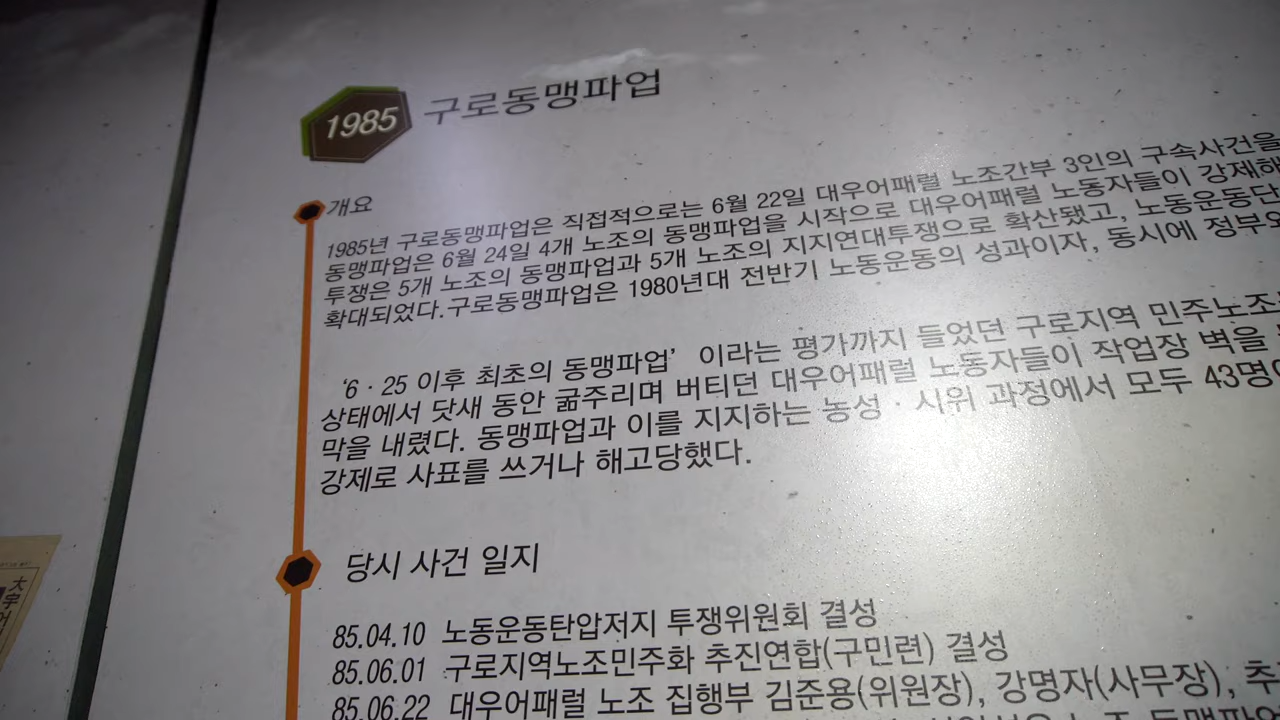 1985 구로동맹파업
개요
1985년 구로동맹파업은 직접적으로는 6월 22일 대우어패럴 노조간부 3인의 구속사건을
동맹파업은 6월 24일 4개 노조의 동맹파업을 시작으로 대우어패럴 노동자들이 강제해
투쟁은 5개 노조의 동맹파업과 5개 노조의 지지연대투쟁으로 확산됐고, 노동운동단
확대되었다.구로동맹파업은 1980년대 전반기 노동운동의 성과이자, 동시에 정부와
‘6·25 이후 최초의 동맹파업’ 이라는 평가까지 들었던 구로지역 민주노조
상태에서 닷새 동안 굶주리며 버티던 대우어패럴 노동자들이 작업장 벽을
막을 내렸다. 동맹파업과 이를 지지하는 농성·시위 과정에서 모두 43명이
강제로 사표를 쓰거나 해고당했다.
당시 사건 일지
85.04.10 노동운동탄압저지 투쟁위원회 결성
85.06.01 구로지역노조민주화 추진연합(구민련) 결성
85.06.22 대우어패럴 노조 집행부 김준용(위원장), 강명자(사무장), 추
大宇어